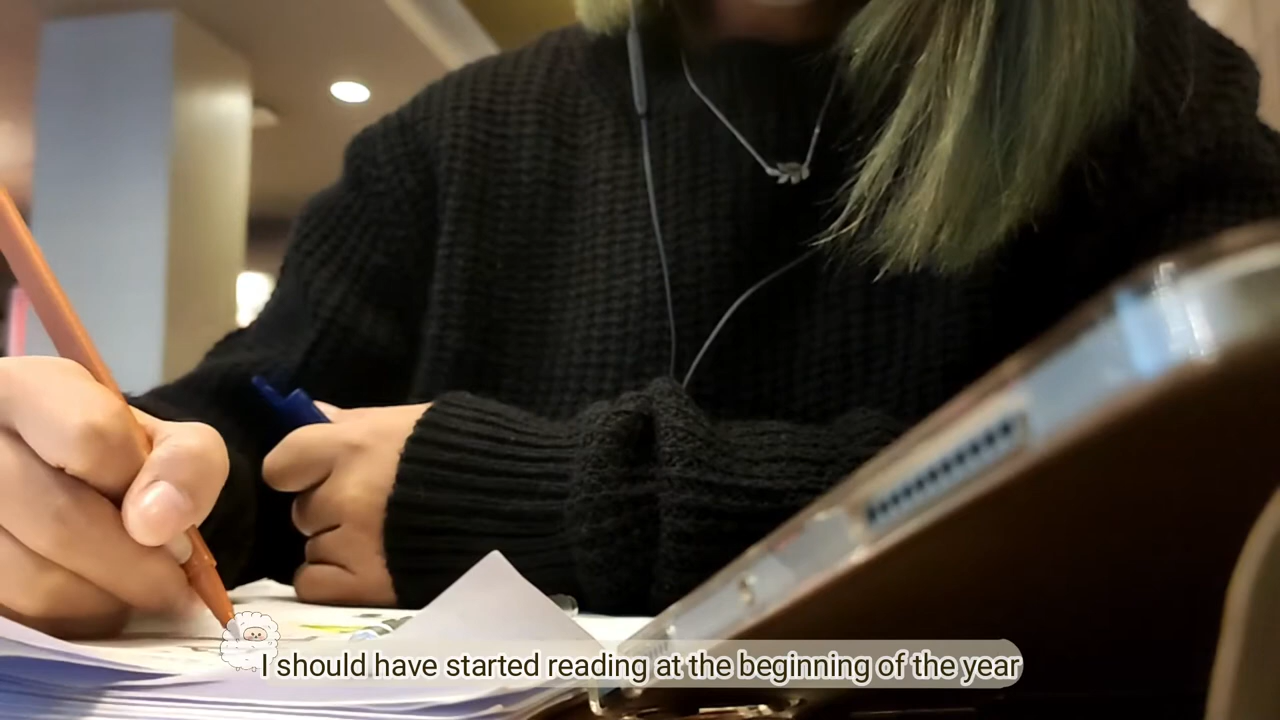 I should have started reading at the beginning of the year